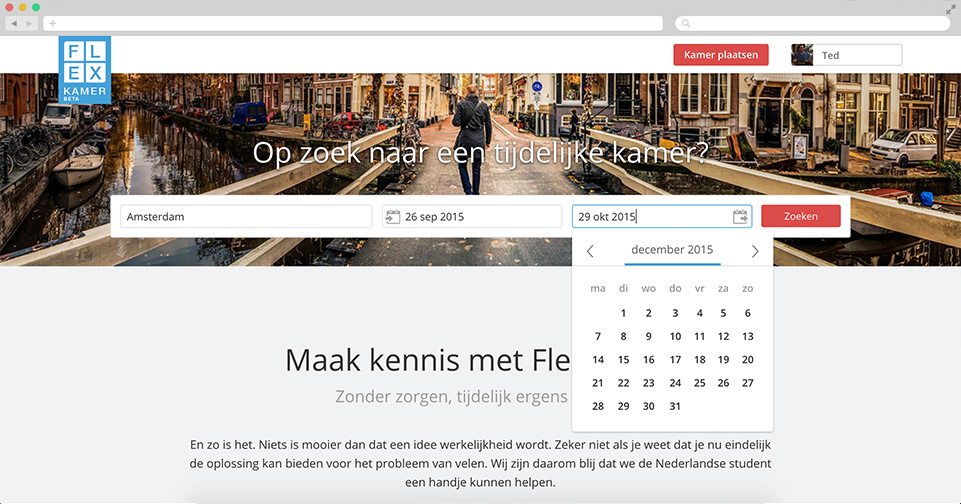 FL
EX
KAMER
BETA
Kamer plaatsen
Ted
Op zoek naar een tijdelijke kamer?
Amsterdam
26 sep 2015
29 okt 2015
Zoeken
december 2015
ma di wo do vr za zo
1 2 3 4 5 6
7 8 9 10 11 12 13
14 15 16 17 18 19 20
21 22 23 24 25 26 27
28 29 30 31
Maak kennis met Fle
Zonder zorgen, tijdelijk ergens
En zo is het. Niets is mooier dan dat een idee werkelijkheid wordt. Zeker niet als je weet dat je nu eindelijk
de oplossing kan bieden voor het probleem van velen. Wij zijn daarom blij dat we de Nederlandse student
een handje kunnen helpen.